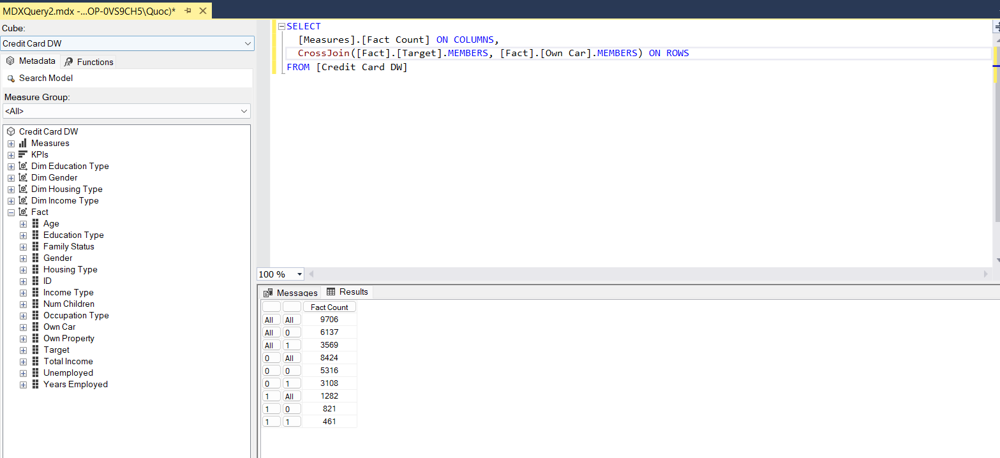 MDXQuery2.mdx -...OP-0VS9CH5\Quoc)*
Cube:
Credit Card DW
Metadata
Functions
Search Model
Measure Group:
<All>
Credit Card DW
Measures
KPIs
Dim Education Type
Dim Gender
Dim Housing Type
Dim Income Type
Fact
Age
Education Type
Family Status
Gender
Housing Type
ID
Income Type
Num Children
Occupation Type
Own Car
Own Property
Target
Total Income
Unemployed
Years Employed
SELECT
[Measures].[Fact Count] ON COLUMNS,
CrossJoin([Fact].[Target].MEMBERS, [Fact].[Own Car].MEMBERS) ON ROWS
FROM [Credit Card DW]
100 %
Messages
Results
Fact Count
All All 9706
All 0 6137
All 1 3569
0 All 8424
0 0 5316
0 1 3108
1 All 1282
1 0 821
1 1 461